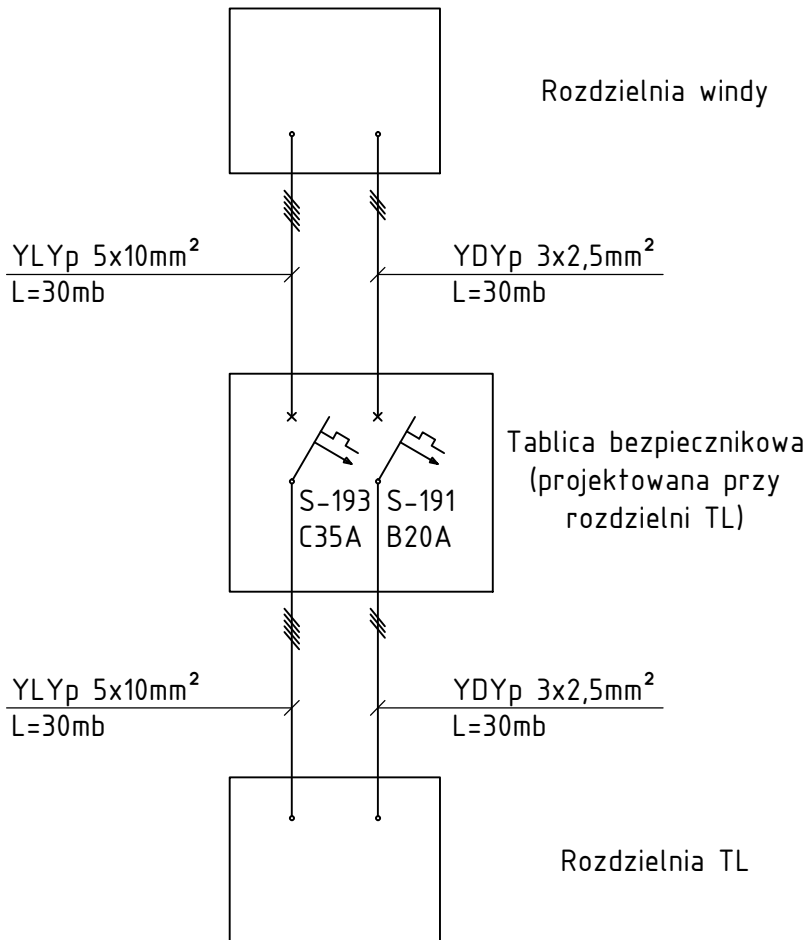 Rozdzielnia windy
YLYp 5x10mm²
L=30mb
YDYp 3x2,5mm²
L=30mb
Tablica bezpiecznikowa
(projektowana przy
rozdzielni TL)
S-193
C35A
S-191
B20A
YLYp 5x10mm²
L=30mb
YDYp 3x2,5mm²
L=30mb
Rozdzielnia TL